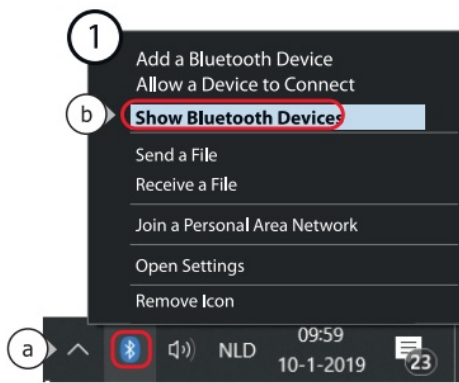 1
Add a Bluetooth Device
Allow a Device to Connect
b
Show Bluetooth Devices
Send a File
Receive a File
Join a Personal Area Network
Open Settings
Remove Icon
a
NLD
09:59
10-1-2019
23